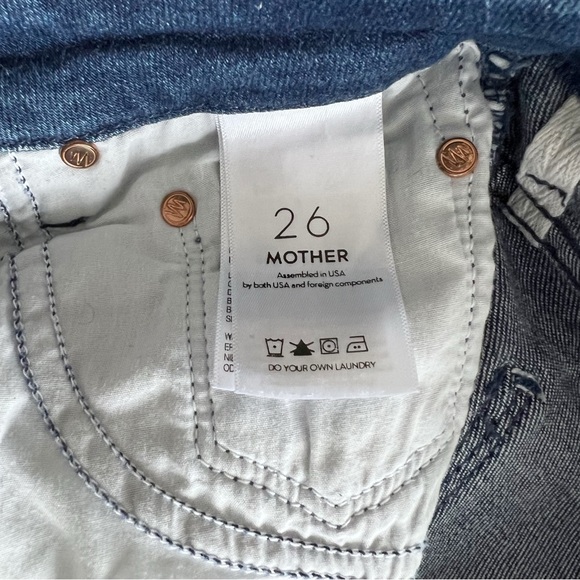 26
MOTHER
Assembled in USA
by both USA and foreign components
DO YOUR OWN LAUNDRY